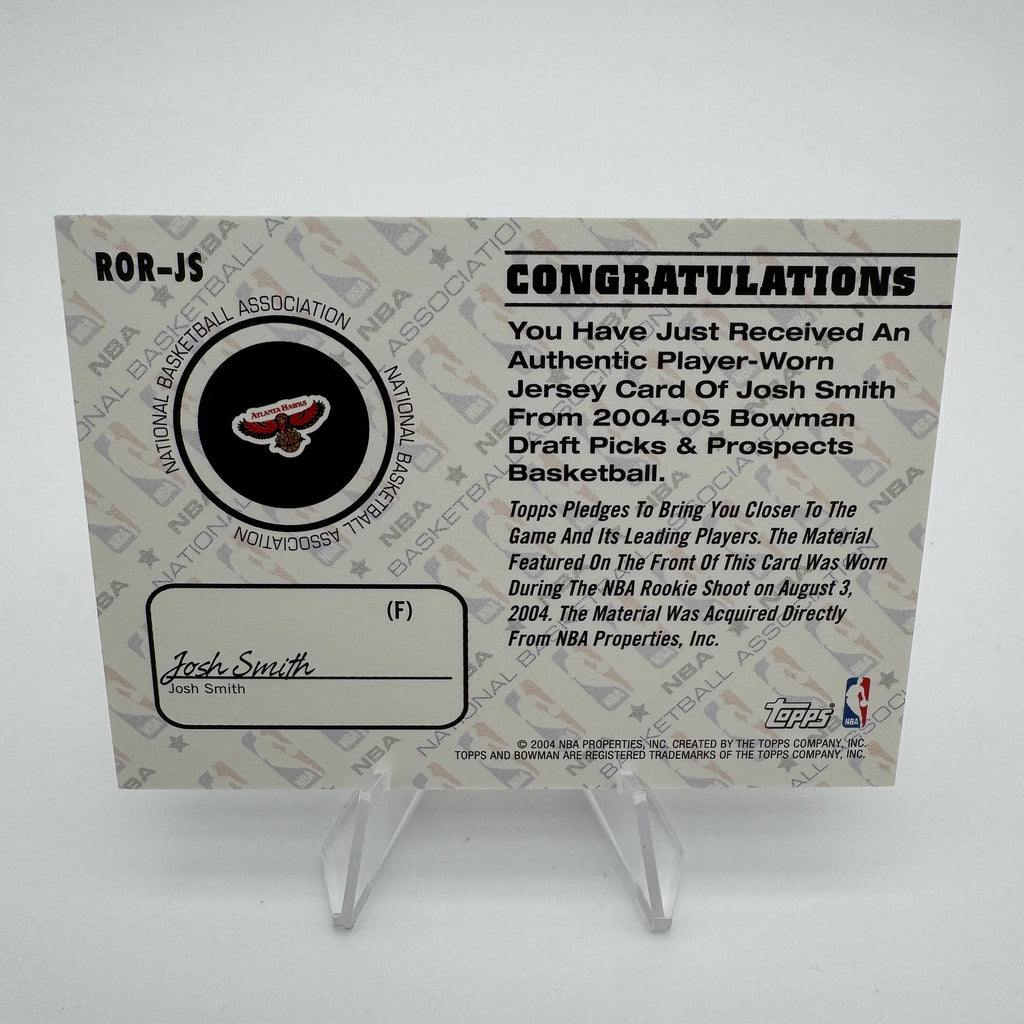 ROR-JS
NATIONAL BASKETBALL ASSOCIATION
NATIONAL BASKETBALL ASSOCIATION
ATLANTA HAWKS
(F)
Josh Smith
Josh Smith
CONGRATULATIONS
You Have Just Received An
Authentic Player-Worn
Jersey Card Of Josh Smith
From 2004-05 Bowman
Draft Picks & Prospects
Basketball.
Topps Pledges To Bring You Closer To The
Game And Its Leading Players. The Material
Featured On The Front Of This Card Was Worn
During The NBA Rookie Shoot on August 3,
2004. The Material Was Acquired Directly
From NBA Properties, Inc.
topps®
NBA
© 2004 NBA PROPERTIES, INC. CREATED BY THE TOPPS COMPANY, INC.
TOPPS AND BOWMAN ARE REGISTERED TRADEMARKS OF THE TOPPS COMPANY, INC.